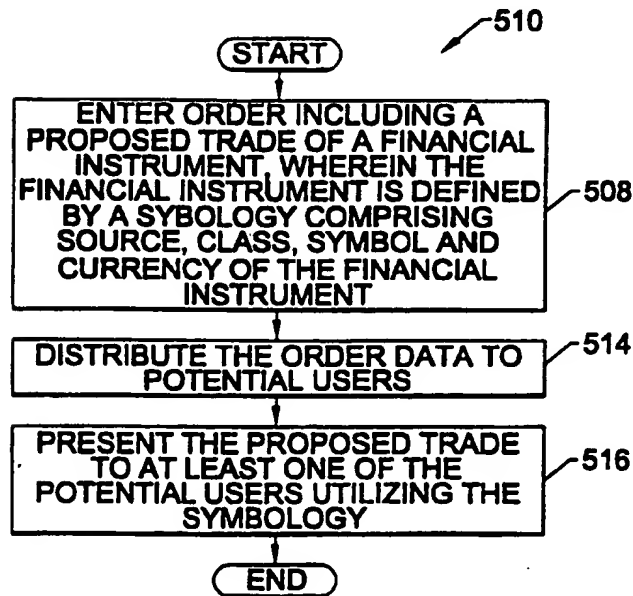 510
START
ENTER ORDER INCLUDING A
PROPOSED TRADE OF A FINANCIAL
INSTRUMENT, WHEREIN THE
FINANCIAL INSTRUMENT IS DEFINED
BY A SYBOLOGY COMPRISING
SOURCE, CLASS, SYMBOL AND
CURRENCY OF THE FINANCIAL
INSTRUMENT
508
DISTRIBUTE THE ORDER DATA TO
POTENTIAL USERS
514
PRESENT THE PROPOSED TRADE
TO AT LEAST ONE OF THE
POTENTIAL USERS UTILIZING THE
SYMBOLOGY
516
END